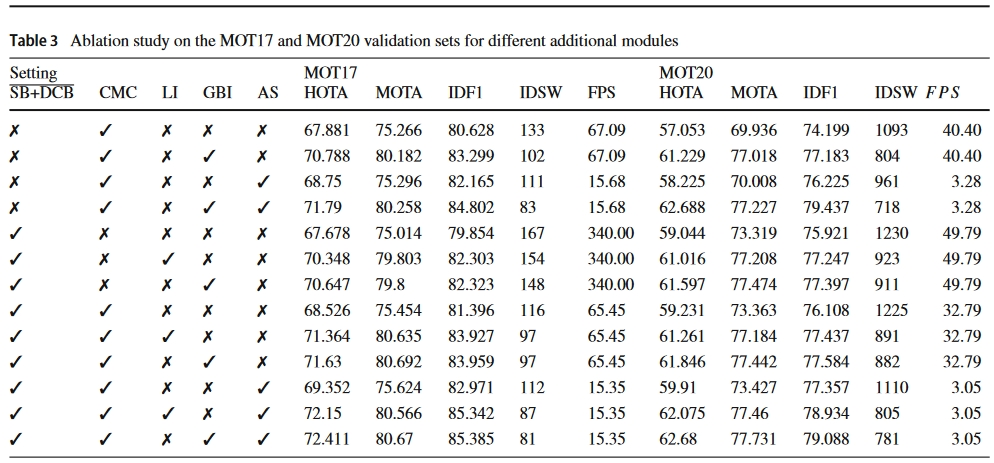 Table 3 Ablation study on the MOT17 and MOT20 validation sets for different additional modules
Setting MOT17 MOT20
SB+DCB CMC LI GBI AS HOTA MOTA IDF1 IDSW FPS HOTA MOTA IDF1 IDSW FPS
✗ ✓ ✗ ✗ ✗ 67.881 75.266 80.628 133 67.09 57.053 69.936 74.199 1093 40.40
✗ ✓ ✗ ✓ ✗ 70.788 80.182 83.299 102 67.09 61.229 77.018 77.183 804 40.40
✗ ✓ ✗ ✗ ✓ 68.75 75.296 82.165 111 15.68 58.225 70.008 76.225 961 3.28
✗ ✓ ✗ ✓ ✓ 71.79 80.258 84.802 83 15.68 62.688 77.227 79.437 718 3.28
✓ ✗ ✗ ✗ ✗ 67.678 75.014 79.854 167 340.00 59.044 73.319 75.921 1230 49.79
✓ ✗ ✓ ✗ ✗ 70.348 79.803 82.303 154 340.00 61.016 77.208 77.247 923 49.79
✓ ✗ ✗ ✓ ✗ 70.647 79.8 82.323 148 340.00 61.597 77.474 77.397 911 49.79
✓ ✓ ✗ ✗ ✗ 68.526 75.454 81.396 116 65.45 59.231 73.363 76.108 1225 32.79
✓ ✓ ✓ ✗ ✗ 71.364 80.635 83.927 97 65.45 61.261 77.184 77.437 891 32.79
✓ ✓ ✗ ✓ ✗ 71.63 80.692 83.959 97 65.45 61.846 77.442 77.584 882 32.79
✓ ✓ ✗ ✗ ✓ 69.352 75.624 82.971 112 15.35 59.91 73.427 77.357 1110 3.05
✓ ✓ ✓ ✗ ✓ 72.15 80.566 85.342 87 15.35 62.075 77.46 78.934 805 3.05
✓ ✓ ✗ ✓ ✓ 72.411 80.67 85.385 81 15.35 62.68 77.731 79.088 781 3.05